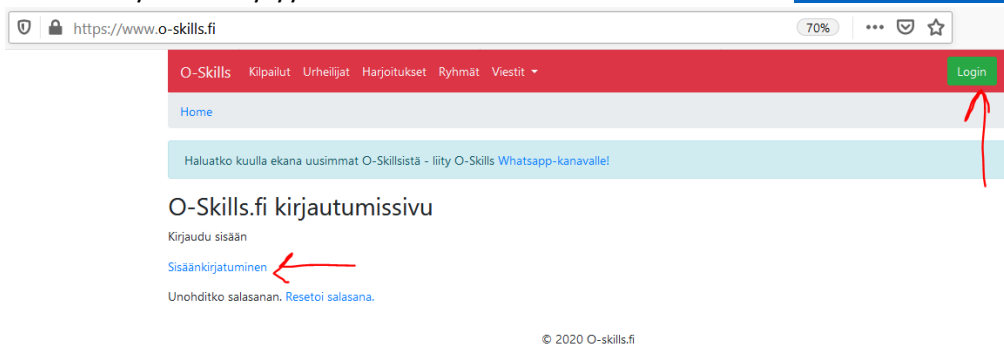 https://www.o-skills.fi 70%
O-Skills Kilpailut Urheilijat Harjoitukset Ryhmät Viestit Login
Home
Haluatko kuulla ekana uusimmat O-Skillsistä - liity O-Skills Whatsapp-kanavalle!
O-Skills.fi kirjautumissivu
Kirjaudu sisään
Sisäänkirjatuminen
Unohditko salasanan. Resetoi salasana.
© 2020 O-skills.fi